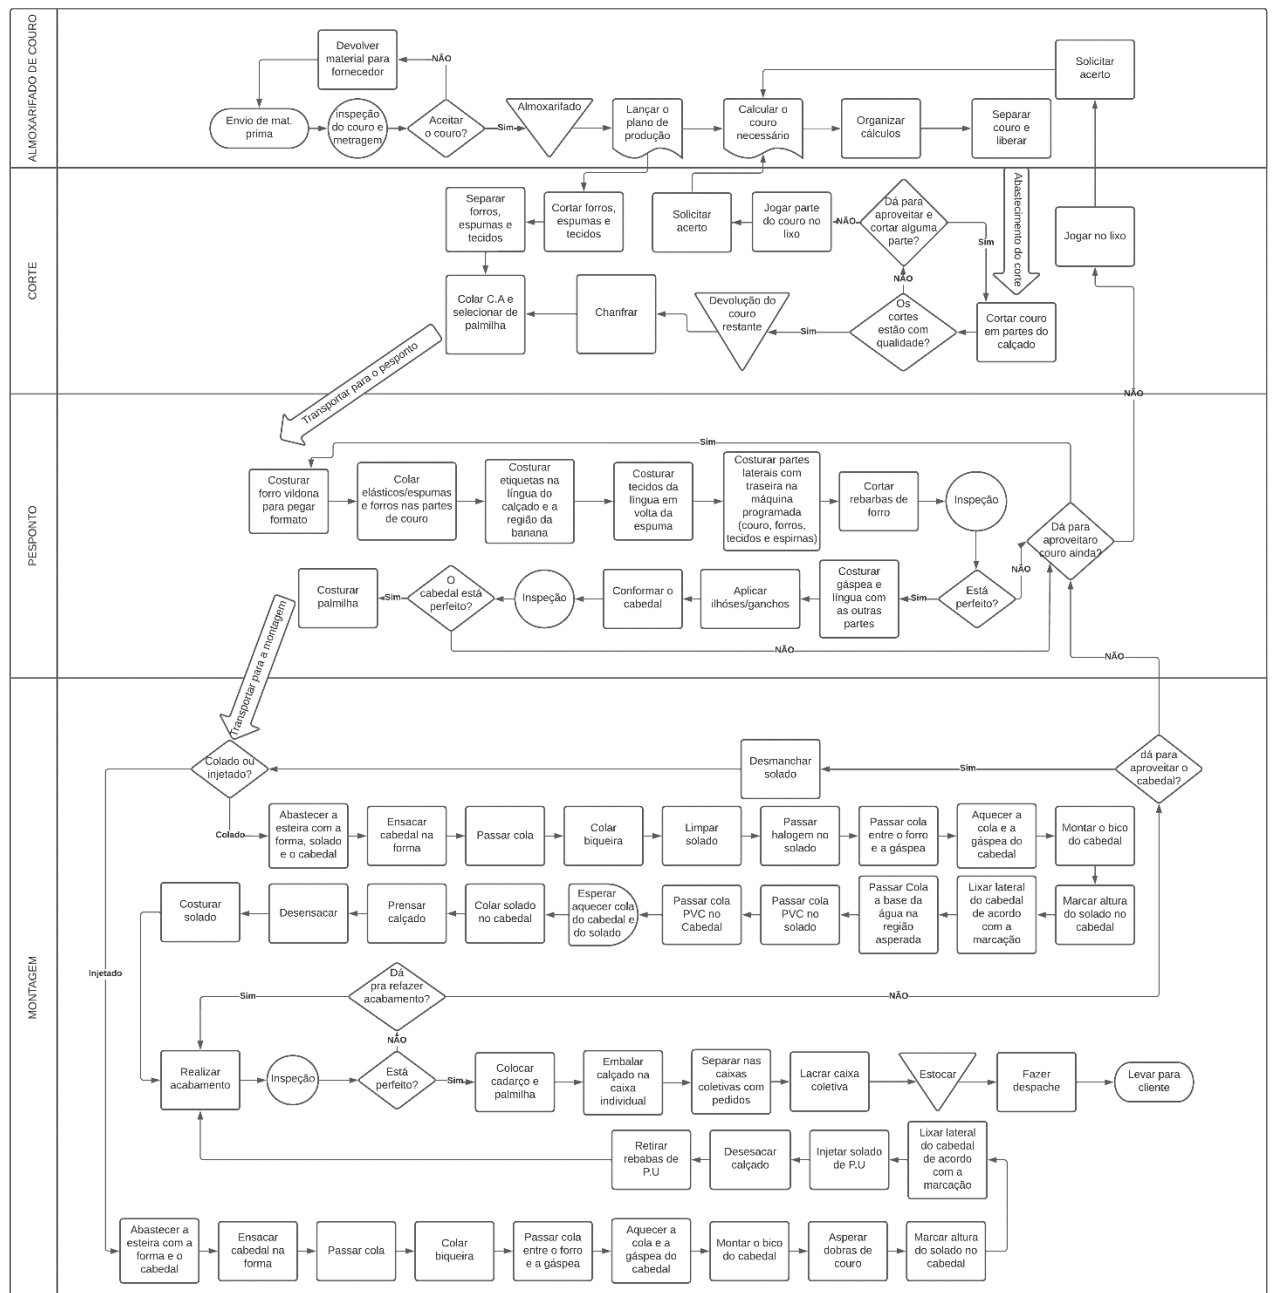 ALMOXARIFADO DE COURO
Devolver
material para
fornecedor
NÃO
Envio de mat.
prima
inspeção
do couro e
metragem
Aceitar
o couro?
Sim
Almoxarifado
Lançar o
plano de
produção
Calcular o
couro
necessário
Organizar
cálculos
Separar
couro e
liberar
Solicitar
acerto
CORTE
Separar
forros,
espumas e
tecidos
Cortar forros,
espumas e
tecidos
Solicitar
acerto
Jogar parte
do couro no
lixo
NÃO
Dá para
aproveitar e
cortar alguma
parte?
Sim
Abastecimento do corte
Jogar no lixo
NÃO
Colar C.A e
selecionar de
palmilha
Chanfrar
Devolução do
couro
restante
Sim
Os
cortes
estão com
qualidade?
Cortar couro
em partes do
calçado
Transportar para o pesponto
NÃO
PESPONTO
Sim
Costurar
forro vildona
para pegar
formato
Colar
elásticos/espumas
e forros nas partes
de couro
Costurar
etiquetas na
língua do
calçado e a
região da
banana
Costurar
tecidos da
língua em
volta da
espuma
Costurar partes
laterais com
traseira na
máquina
programada
(couro, forros,
tecidos e espirnas)
Cortar
rebarbas de
forro
Inspeção
Dá para
aproveitaro
couro ainda?
NÃO
Costurar
palmilha
Sim
O
cabedal está
perfeito?
Inspeção
Conformar o
cabedal
Aplicar
ilhóses/ganchos
Costurar
gáspea e
língua com
as outras
partes
Sim
Está
perfeito?
NÃO
NÃO
Transportar para a montagem
MONTAGEM
Colado ou
injetado?
Desmanchar
solado
Sim
dá para
aproveitar o
cabedal?
Colado
Abastecer a
esteira com a
forma, solado
e o cabedal
Ensacar
cabedal na
forma
Passar cola
Colar
biqueira
Limpar
solado
Passar
halogem no
solado
Passar cola
entre o forro
e a gáspea
Aquecer a
cola e a
gáspea do
cabedal
Montar o bico
do cabedal
Costurar
solado
Desensacar
Prensar
calçado
Colar solado
no cabedal
Esperar
aquecer cola
do cabedal e
do solado
Passar cola
PVC no
Cabedal
Passar cola
PVC no
solado
Passar Cola
a base da
água na
região
asperada
Lixar lateral
do cabedal
de acordo
com a
marcação
Marcar altura
do solado no
cabedal
Injetado
Sim
Dá
pra refazer
acabamento?
NÃO
NÃO
Realizar
acabamento
Inspeção
Está
perfeito?
Sim
Colocar
cadarço e
palmilha
Embalar
calçado na
caixa
individual
Separar nas
caixas
coletivas com
pedidos
Lacrar caixa
coletiva
Estocar
Fazer
despache
Levar para
cliente
Retirar
rebabas de
P.U
Desesacar
calçado
Injetar solado
de P.U
Lixar lateral
do cabedal
de acordo
com a
marcação
Abastecer a
esteira com a
forma e o
cabedal
Ensacar
cabedal na
forma
Passar cola
Colar
biqueira
Passar cola
entre o forro
e a gáspea
Aquecer a
cola e a
gáspea do
cabedal
Montar o bico
do cabedal
Asperar
dobras de
couro
Marcar altura
do solado no
cabedal